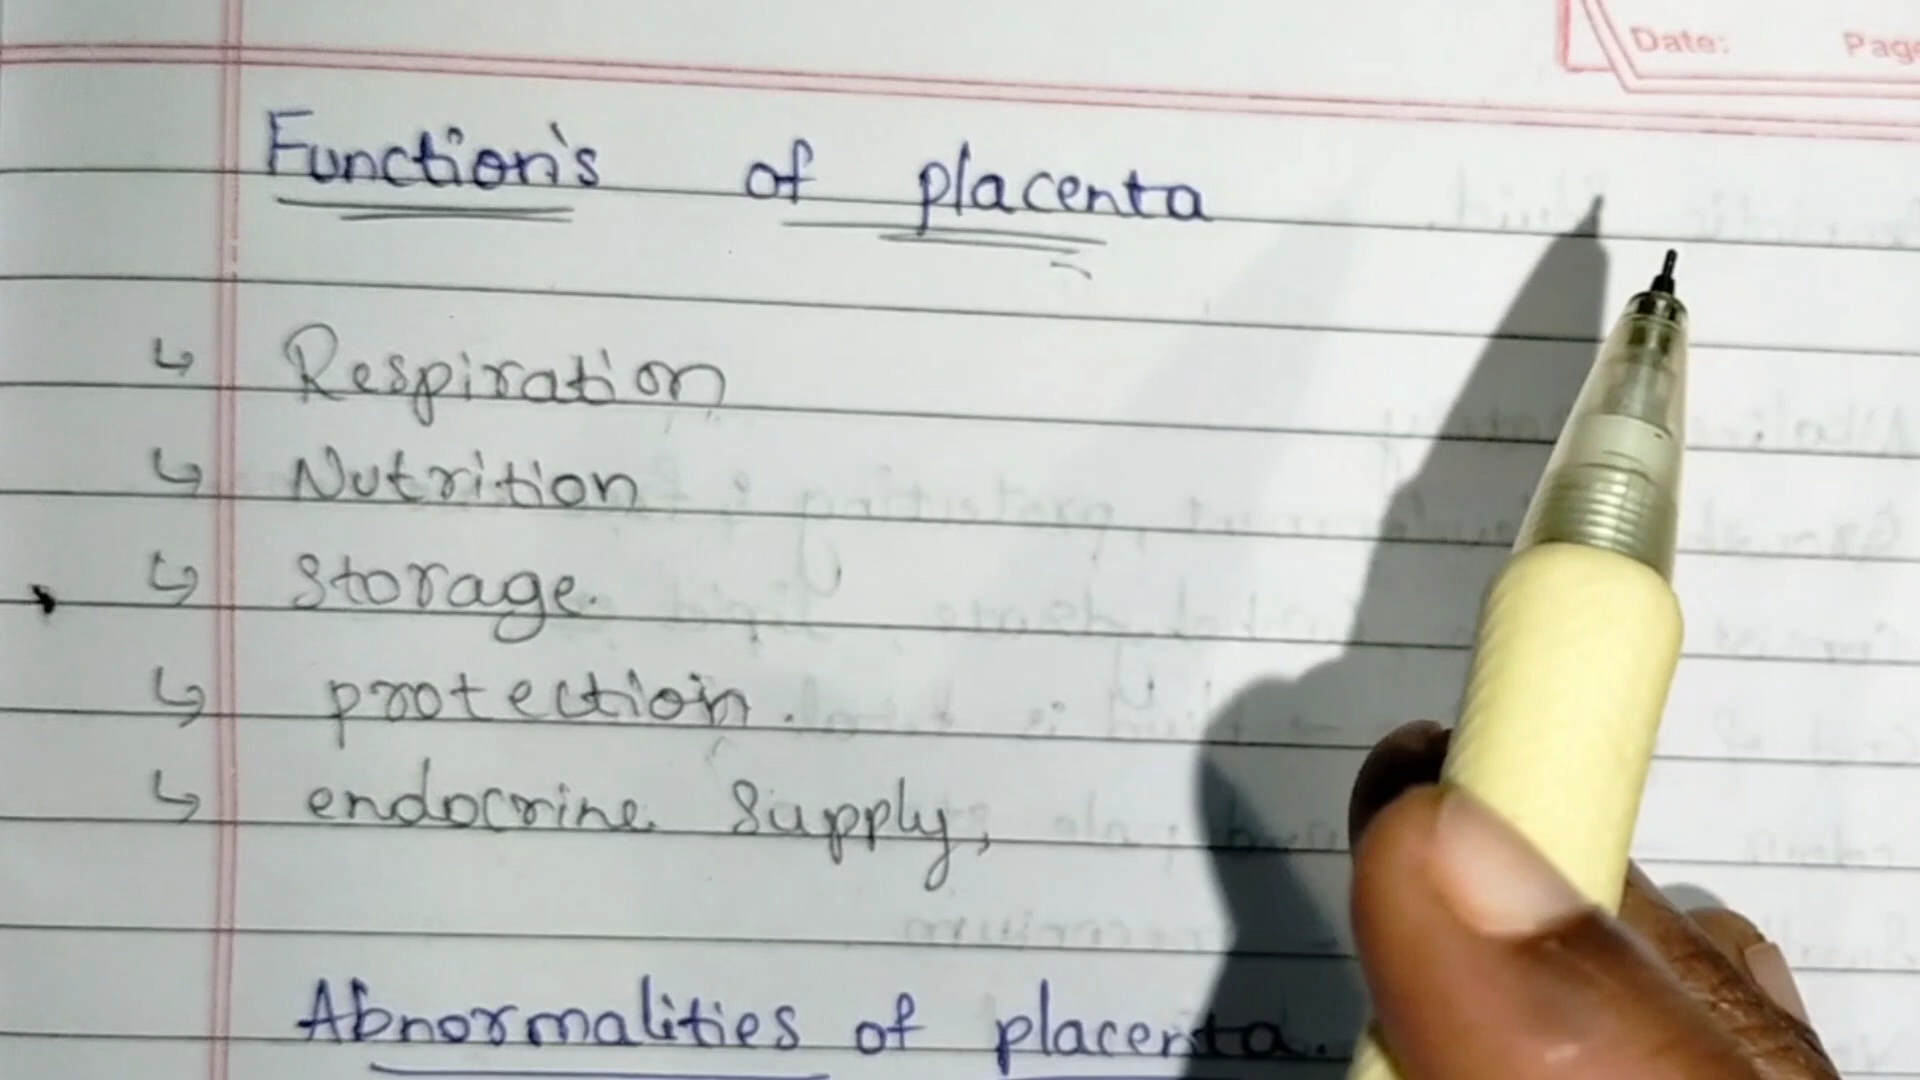 Date: Page
Function's of placenta
↳ Respiration
↳ Nutrition
↳ Storage.
↳ protection.
↳ endocrine Supply,
Abnormalities of placenta.